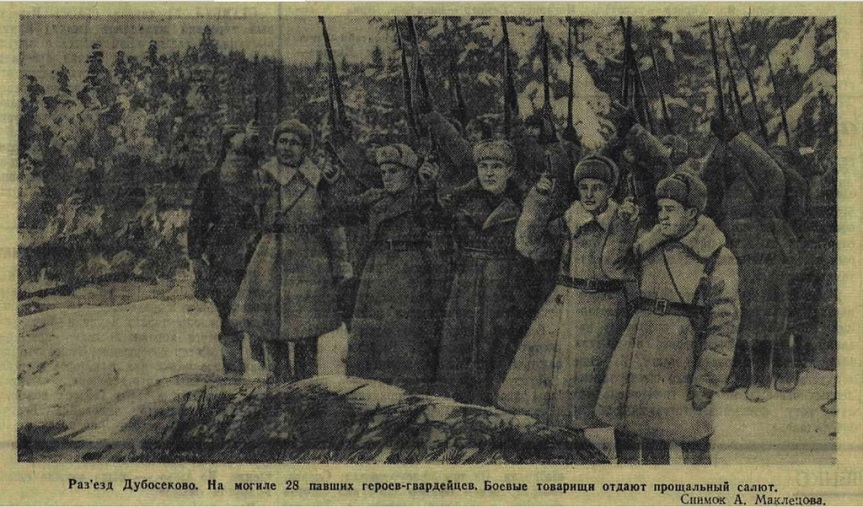 Раз'езд Дубосеково. На могиле 28 павших героев-гвардейцев. Боевые товарищи отдают прощальный салют.
Снимок А. Маклецова.